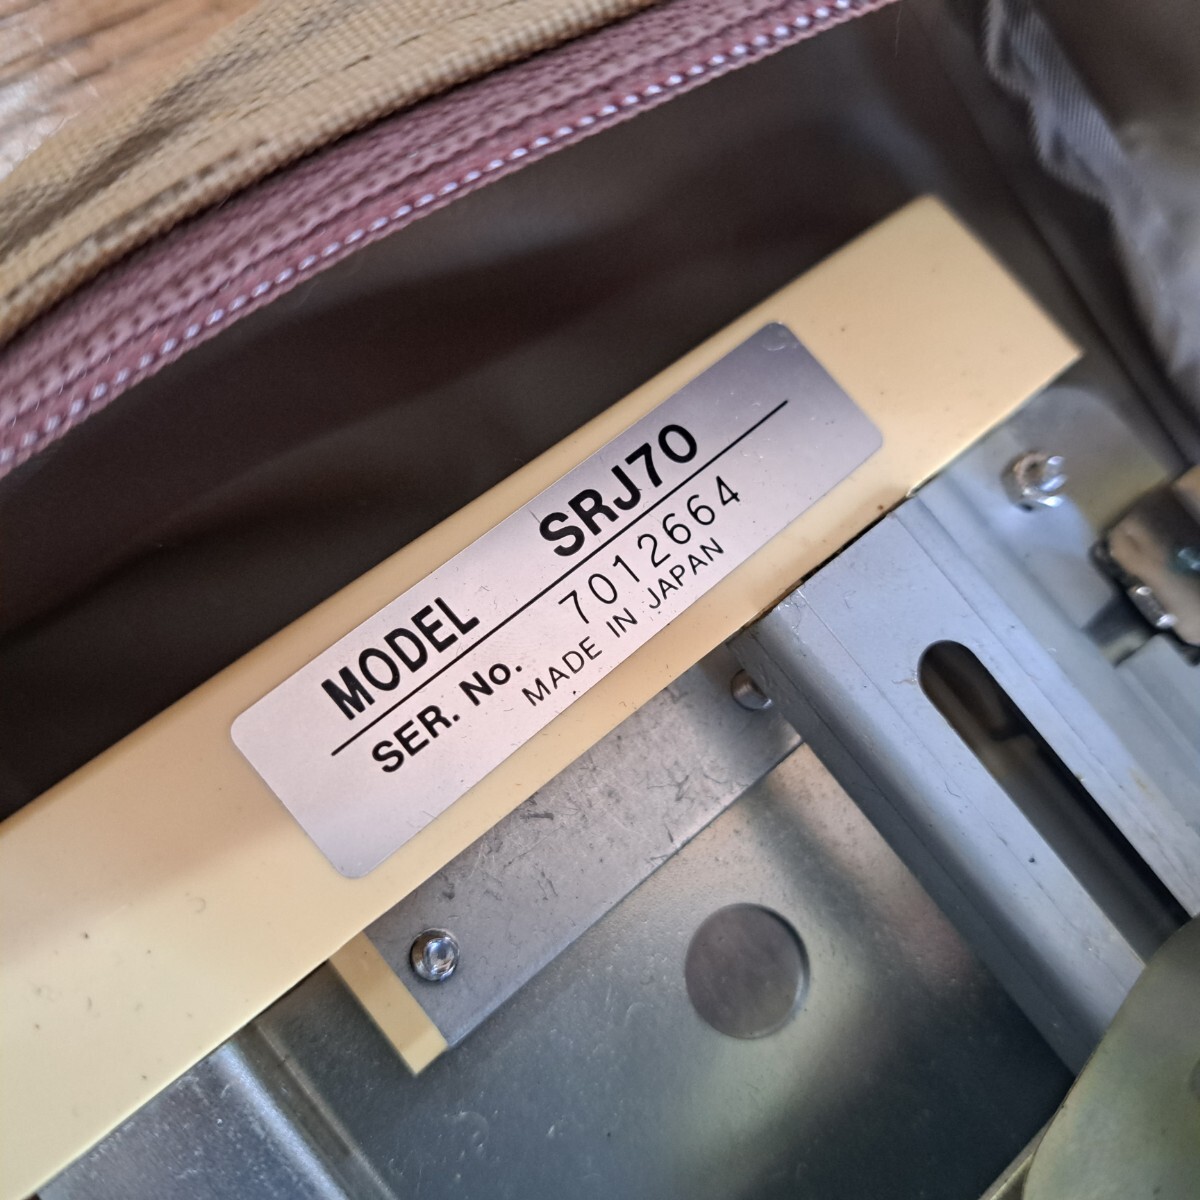 MODEL SRJ70
SER. No. 7012664
MADE IN JAPAN